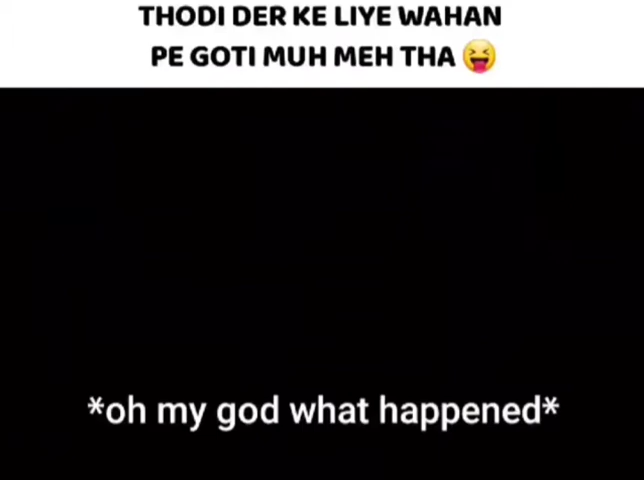 THODI DER KE LIYE WAHAN
PE GOTI MUH MEH THA 😝
*oh my god what happened*